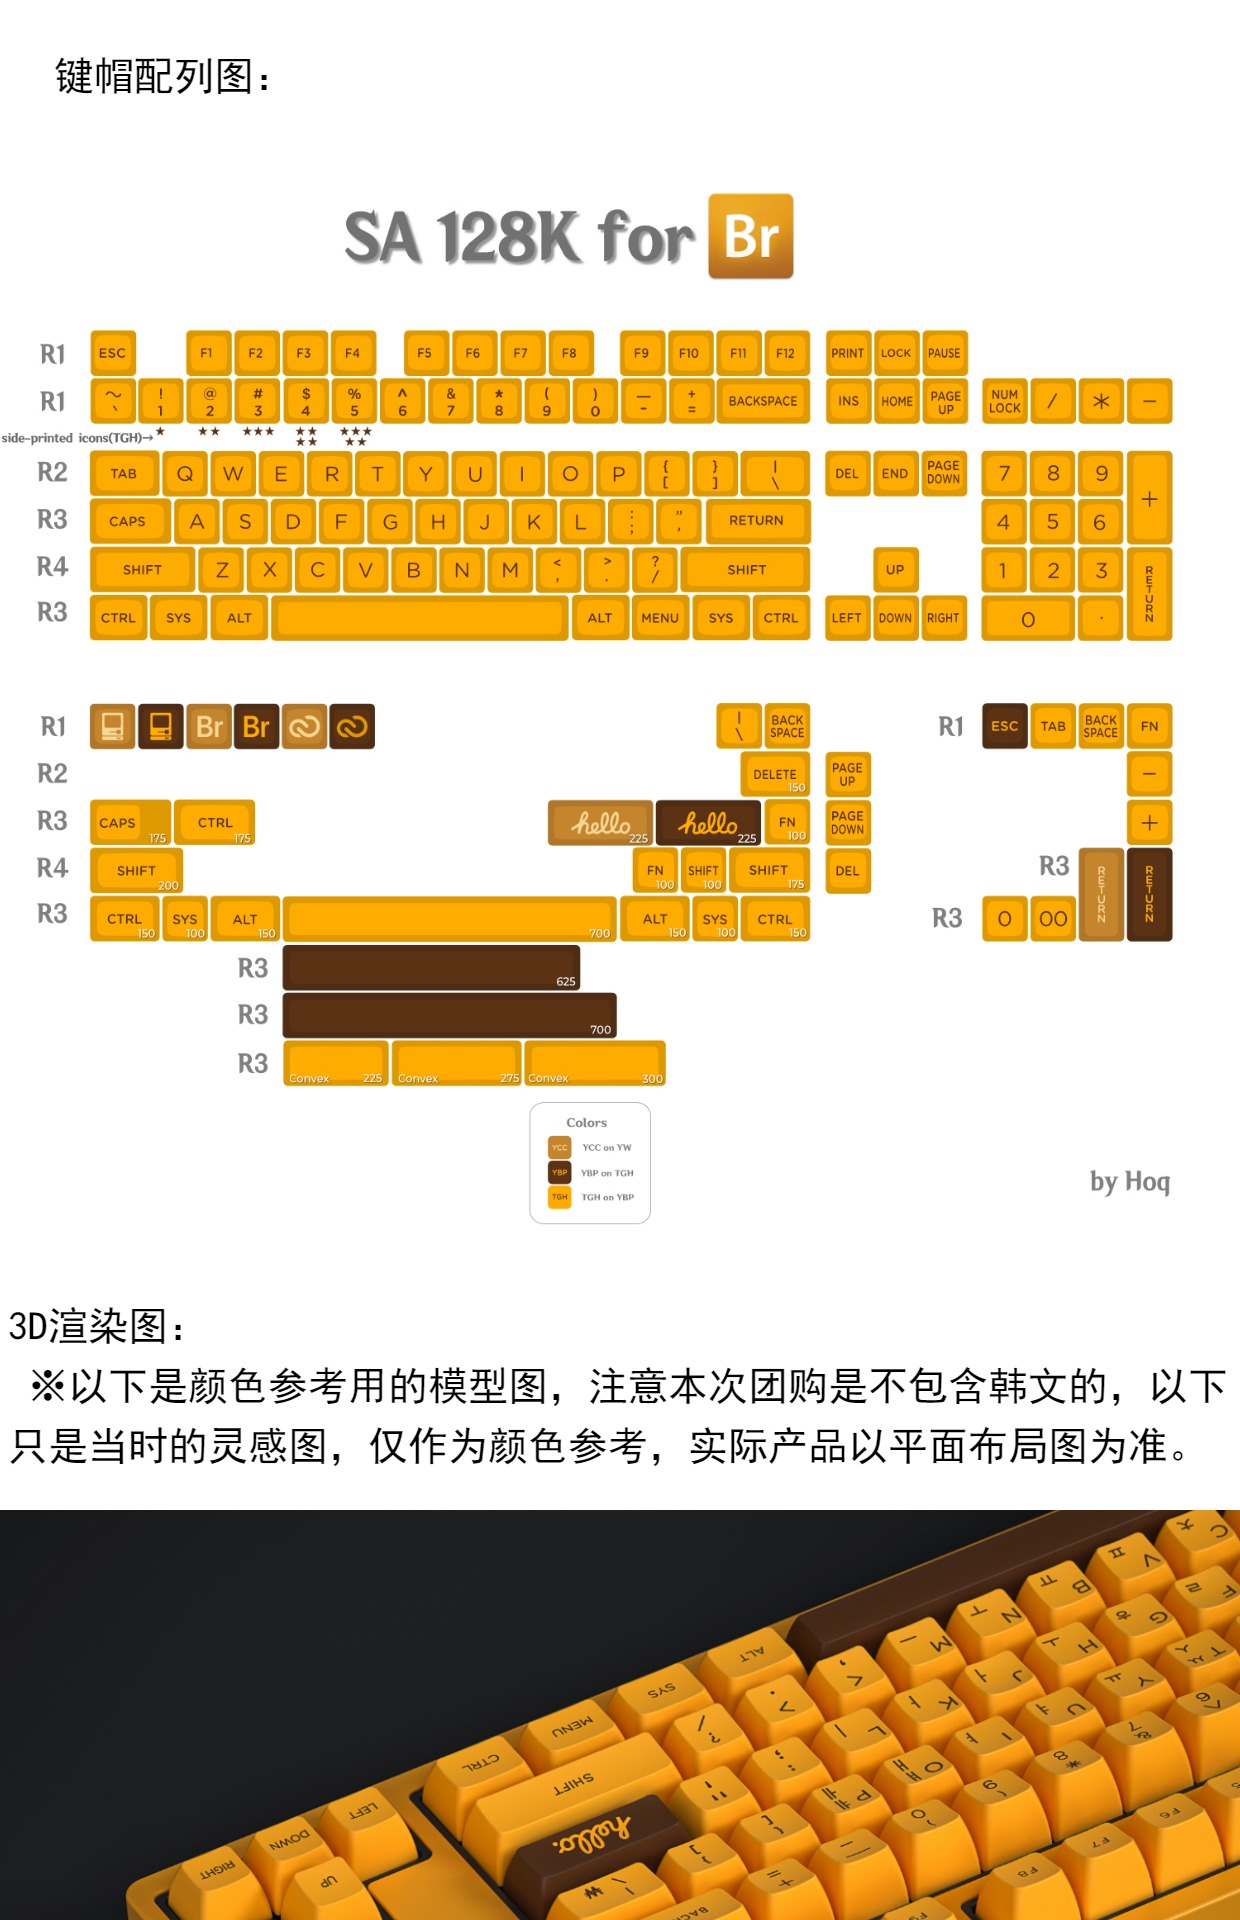 键帽配列图：
SA 128K for Br
R1 ESC F1 F2 F3 F4 F5 F6 F7 F8 F9 F10 F11 F12 PRINT LOCK PAUSE
R1 ~ ` ! 1 @ 2 # 3 $ 4 % 5 ^ 6 & 7 * 8 ( 9 ) 0 — - + = BACKSPACE INS HOME PAGE UP NUM LOCK / * −
side-printed icons(TGH)→ ★ ★★ ★★★ ★★★★ ★★★★★
R2 TAB Q W E R T Y U I O P { [ } ] | \ DEL END PAGE DOWN 7 8 9 +
R3 CAPS A S D F G H J K L : ; " , RETURN 4 5 6
R4 SHIFT Z X C V B N M < , > . ? / SHIFT UP 1 2 3 RETURN
R3 CTRL SYS ALT ALT MENU SYS CTRL LEFT DOWN RIGHT 0 .
R1 Br Br | \ BACK SPACE R1 ESC TAB BACK SPACE FN
R2 DELETE 150 PAGE UP −
R3 CAPS 175 CTRL 175 hello 225 hello 225 FN 100 PAGE DOWN +
R4 SHIFT 200 FN 100 SHIFT 100 SHIFT 175 DEL R3 RETURN RETURN
R3 CTRL 150 SYS 100 ALT 150 700 ALT 150 SYS 100 CTRL 150 R3 0 00
R3 625
R3 700
R3 Convex 225 Convex 275 Convex 300
Colors
YCC YCC on YW
YBP YBP on TGH
TGH TGH on YBP
by Hoq
3D渲染图：
※以下是颜色参考用的模型图，注意本次团购是不包含韩文的，以下
只是当时的灵感图，仅作为颜色参考，实际产品以平面布局图为准。
ALT
SYS
MENU
CTRL
SHIFT
hello.
LEFT
DOWN
RIGHT
UP
F6
F7
F8